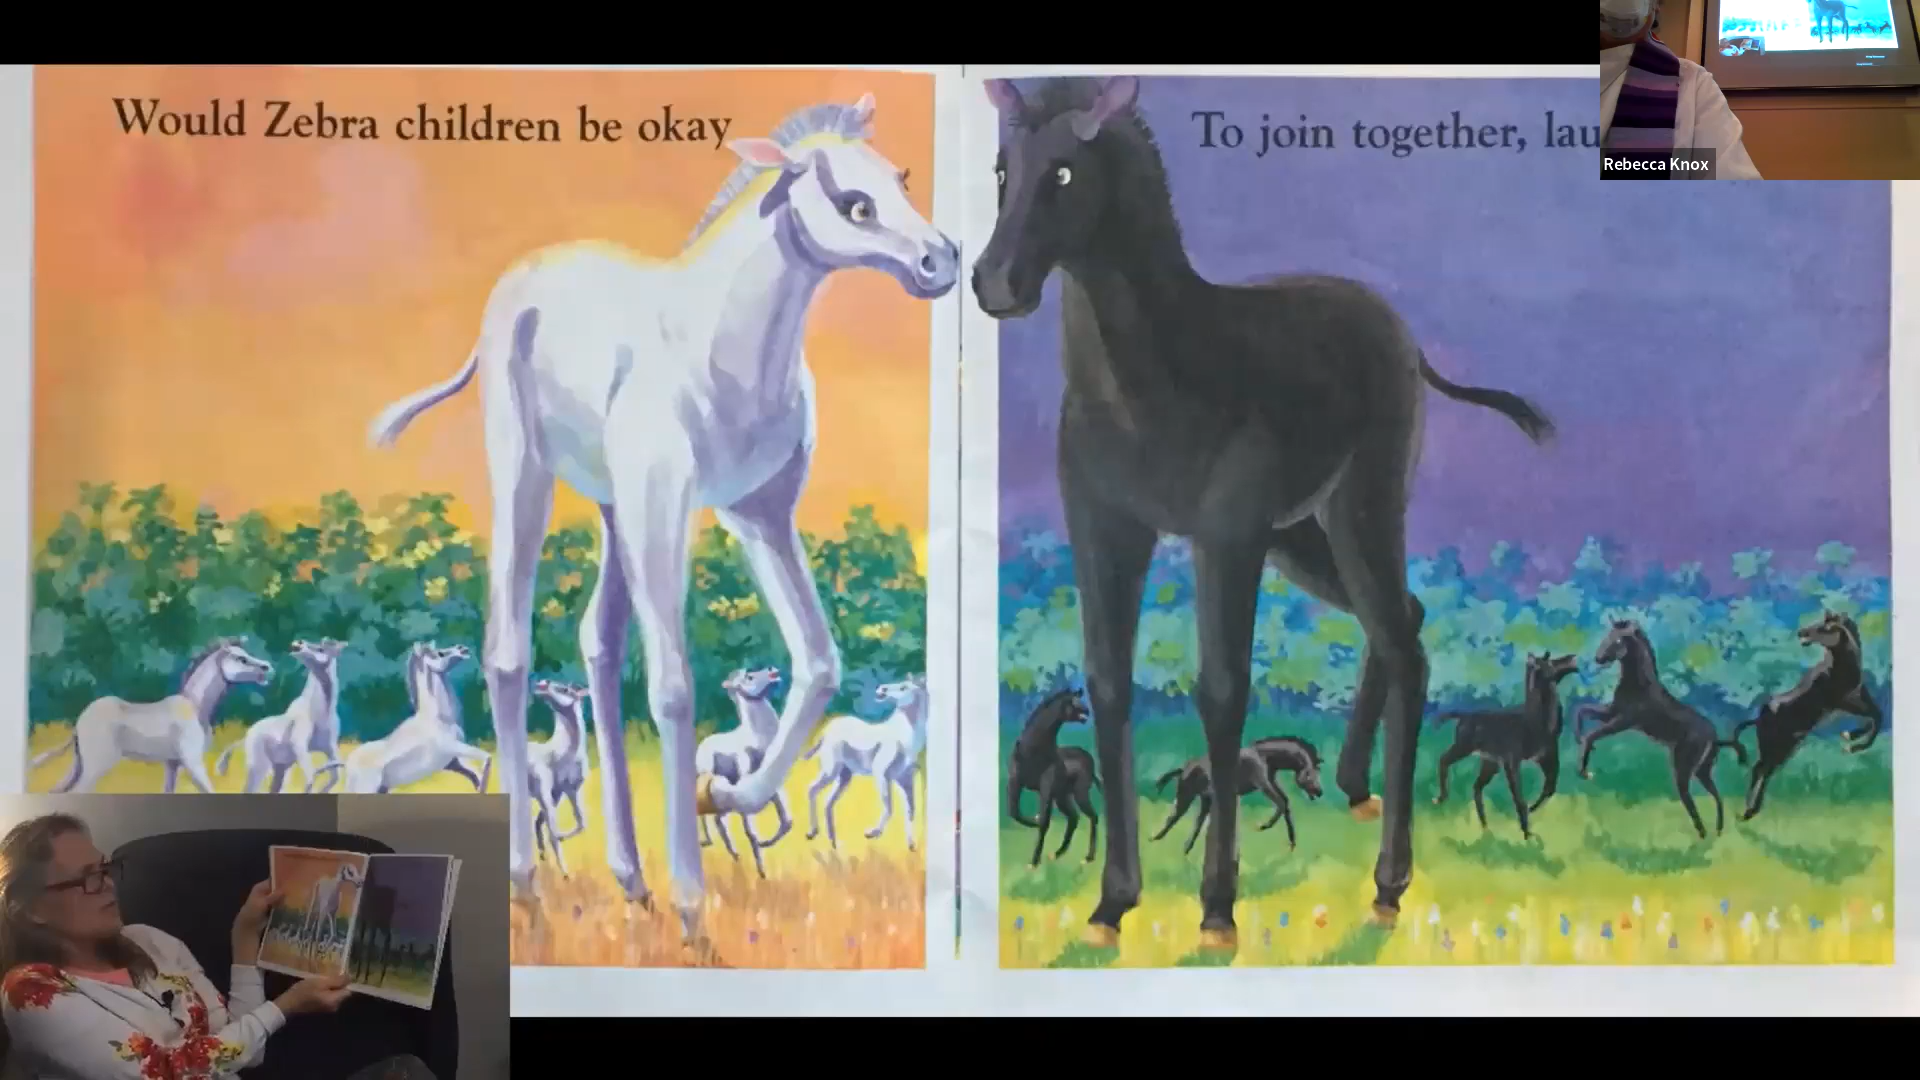 Would Zebra children be okay
To join together, lau
Rebecca Knox